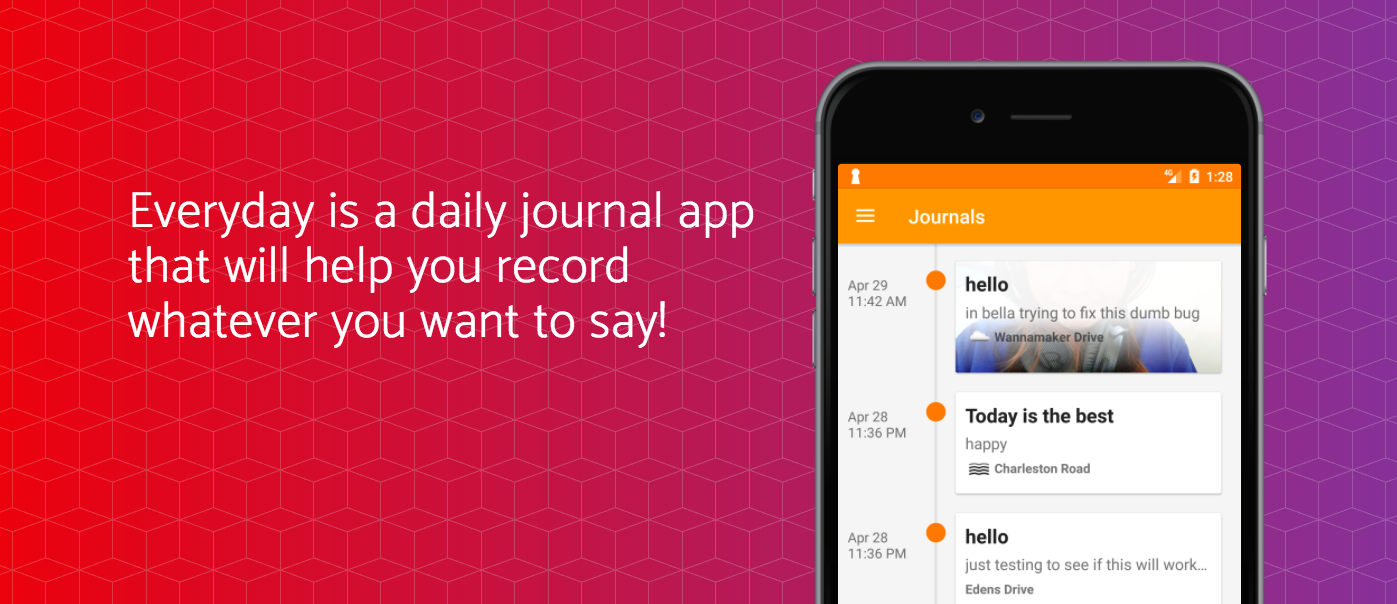 Everyday is a daily journal app
that will help you record
whatever you want to say!
4G 1:28
Journals
Apr 29
11:42 AM
hello
in bella trying to fix this dumb bug
Wannamaker Drive
Apr 28
11:36 PM
Today is the best
happy
Charleston Road
Apr 28
11:36 PM
hello
just testing to see if this will work...
Edens Drive